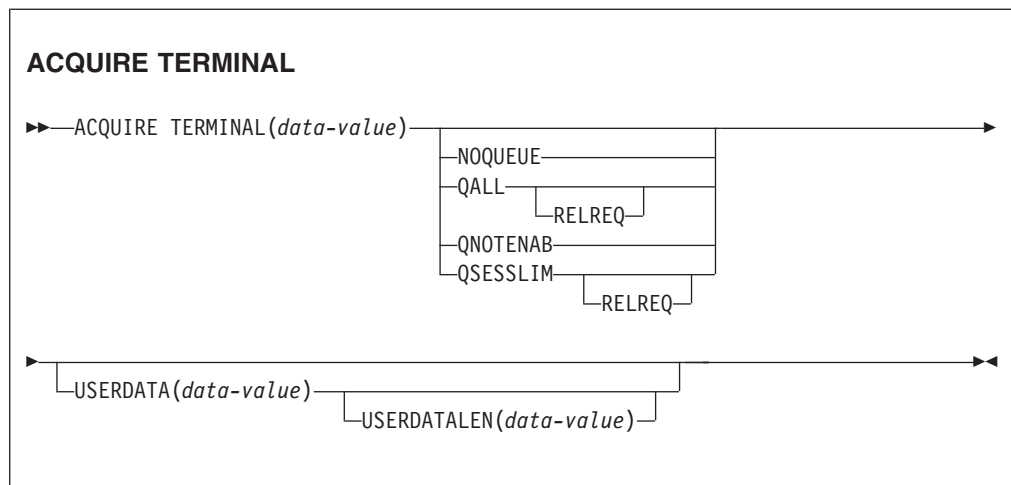 ACQUIRE TERMINAL
ACQUIRE TERMINAL(data-value)
NOQUEUE
QALL
RELREQ
QNOTENAB
QSESSLIM
RELREQ
USERDATA(data-value)
USERDATALEN(data-value)